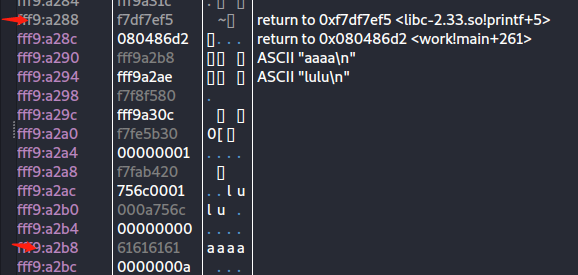 fff9:a284 fff9a31c
fff9:a288 f7df7ef5 ~ return to 0xf7df7ef5 <libc-2.33.so!printf+5>
fff9:a28c 080486d2 ... return to 0x080486d2 <work!main+261>
fff9:a290 fff9a2b8 ASCII "aaaa\n"
fff9:a294 fff9a2ae ASCII "lulu\n"
fff9:a298 f7f8f580 .
fff9:a29c fff9a30c
fff9:a2a0 f7fe5b30 0[
fff9:a2a4 00000001 ....
fff9:a2a8 f7fab420
fff9:a2ac 756c0001 ..lu
fff9:a2b0 000a756c lu .
fff9:a2b4 00000000 ....
fff9:a2b8 61616161 aaaa
fff9:a2bc 0000000a ...